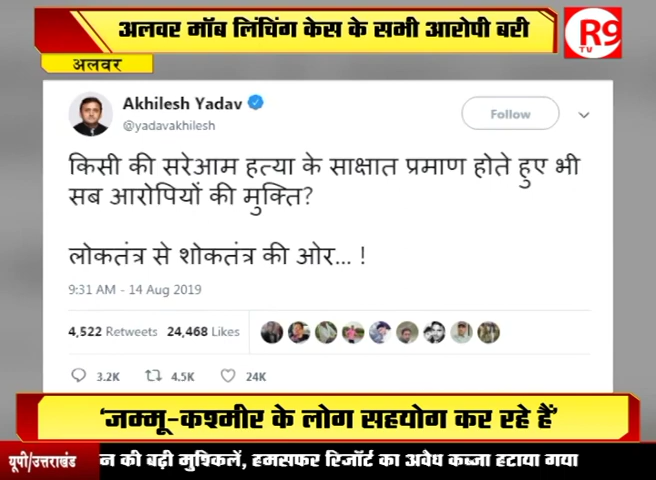 अलवर मॉब लिंचिंग केस के सभी आरोपी बरी
R9
TV
अलवर
Akhilesh Yadav
@yadavakhilesh
Follow
किसी की सरेआम हत्या के साक्षात प्रमाण होते हुए भी
सब आरोपियों की मुक्ति?
लोकतंत्र से शोकतंत्र की ओर... !
9:31 AM - 14 Aug 2019
4,522 Retweets 24,468 Likes
3.2K 4.5K 24K
‘जम्मू-कश्मीर के लोग सहयोग कर रहे हैं’
यूपी/उत्तराखंड
न की बढ़ी मुश्किलें, हमसफर रिजॉर्ट का अवैध कब्जा हटाया गया